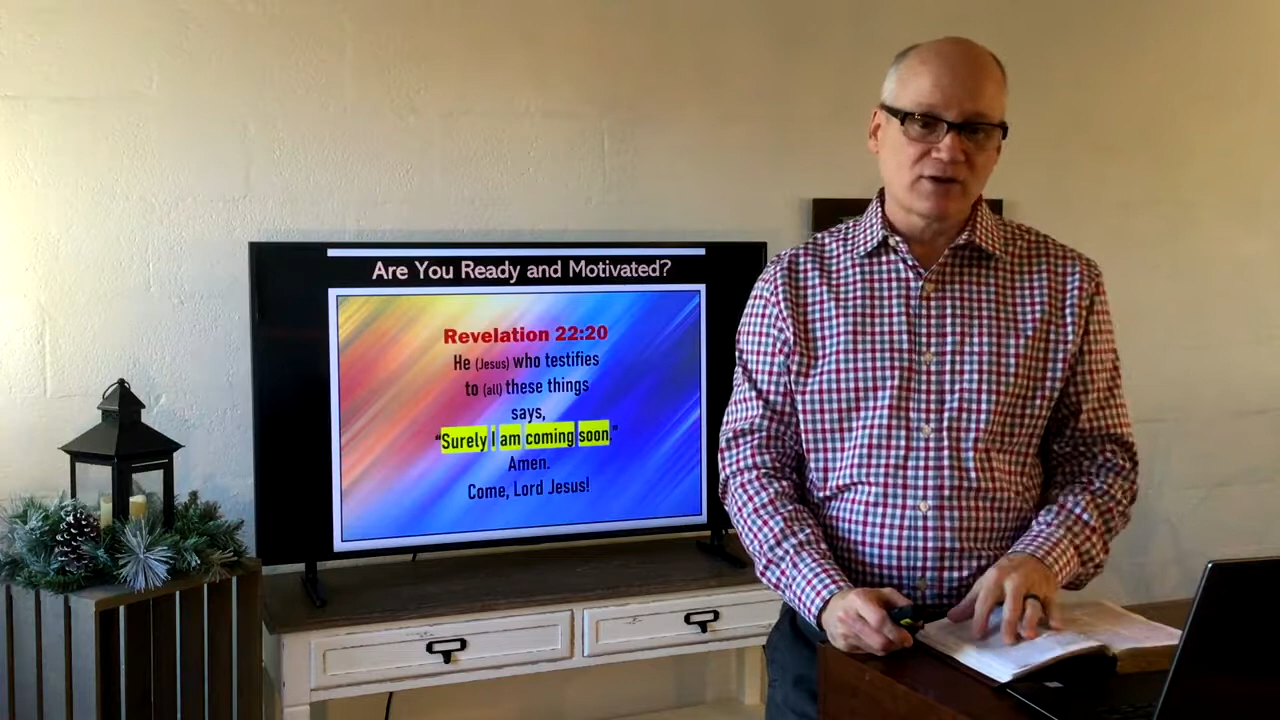 Are You Ready and Motivated?
Revelation 22:20
He (Jesus) who testifies
to (all) these things
says,
“Surely I am coming soon.”
Amen.
Come, Lord Jesus!